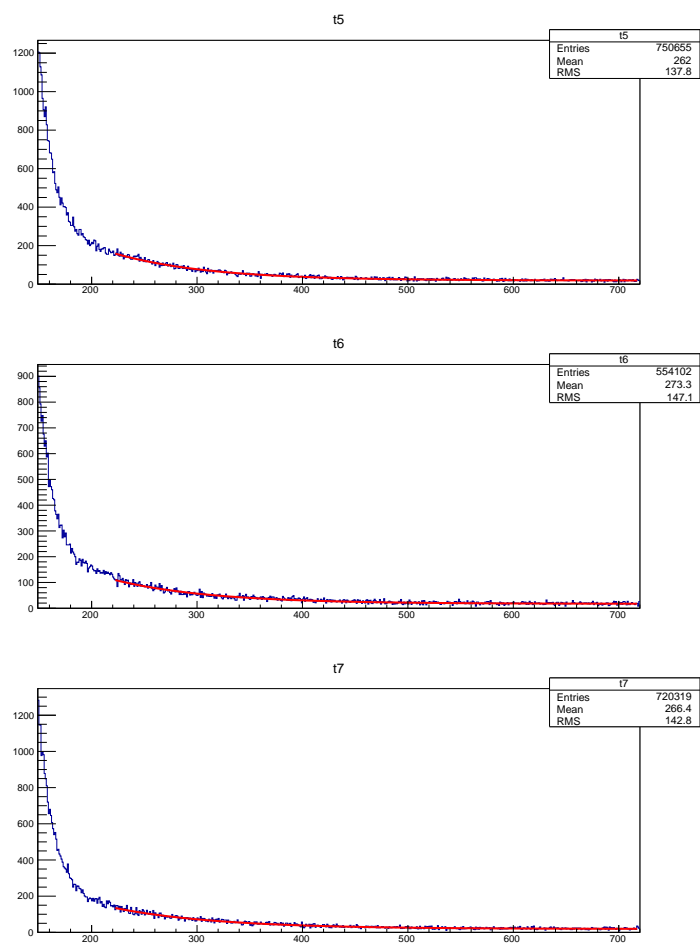 t5
t5
Entries 750655
Mean 262
RMS 137.8
1200
1000
800
600
400
200
0
200 300 400 500 600 700
t6
t6
Entries 554102
Mean 273.3
RMS 147.1
900
800
700
600
500
400
300
200
100
0
200 300 400 500 600 700
t7
t7
Entries 720319
Mean 266.4
RMS 142.8
1200
1000
800
600
400
200
0
200 300 400 500 600 700